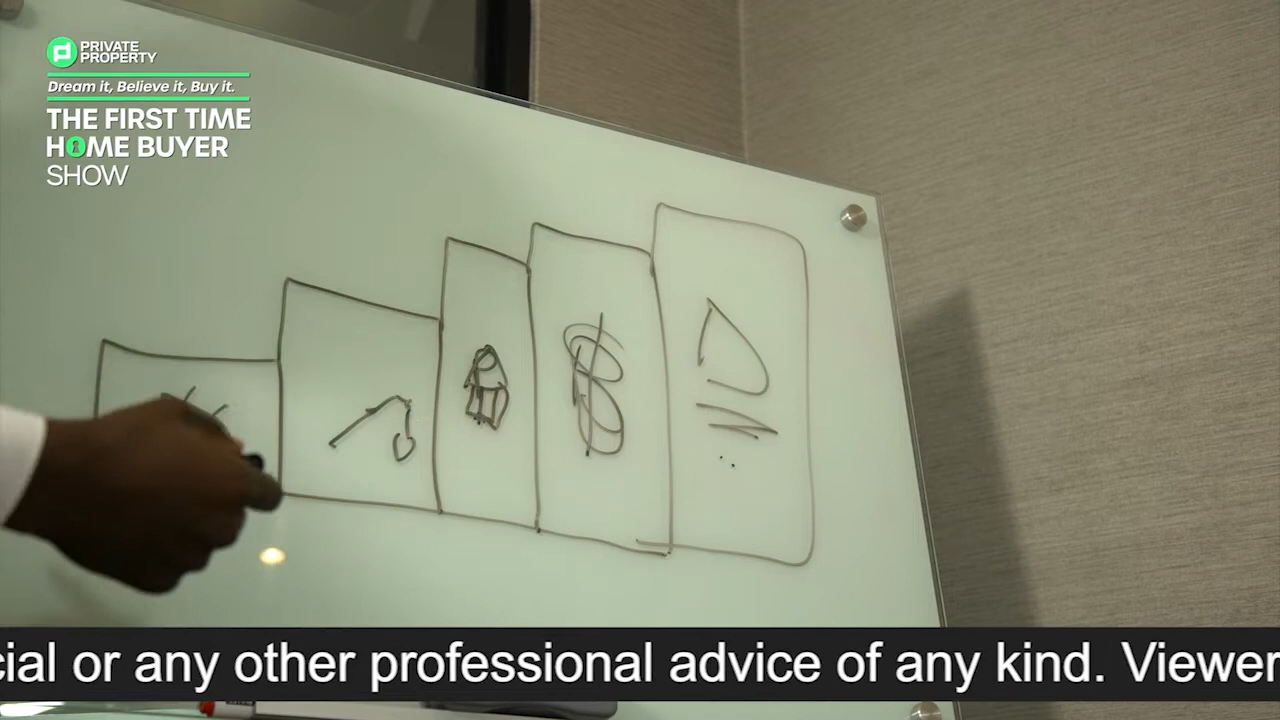 PRIVATE
PROPERTY
Dream it, Believe it, Buy it.
THE FIRST TIME
HOME BUYER
SHOW
$
cial or any other professional advice of any kind. Viewer